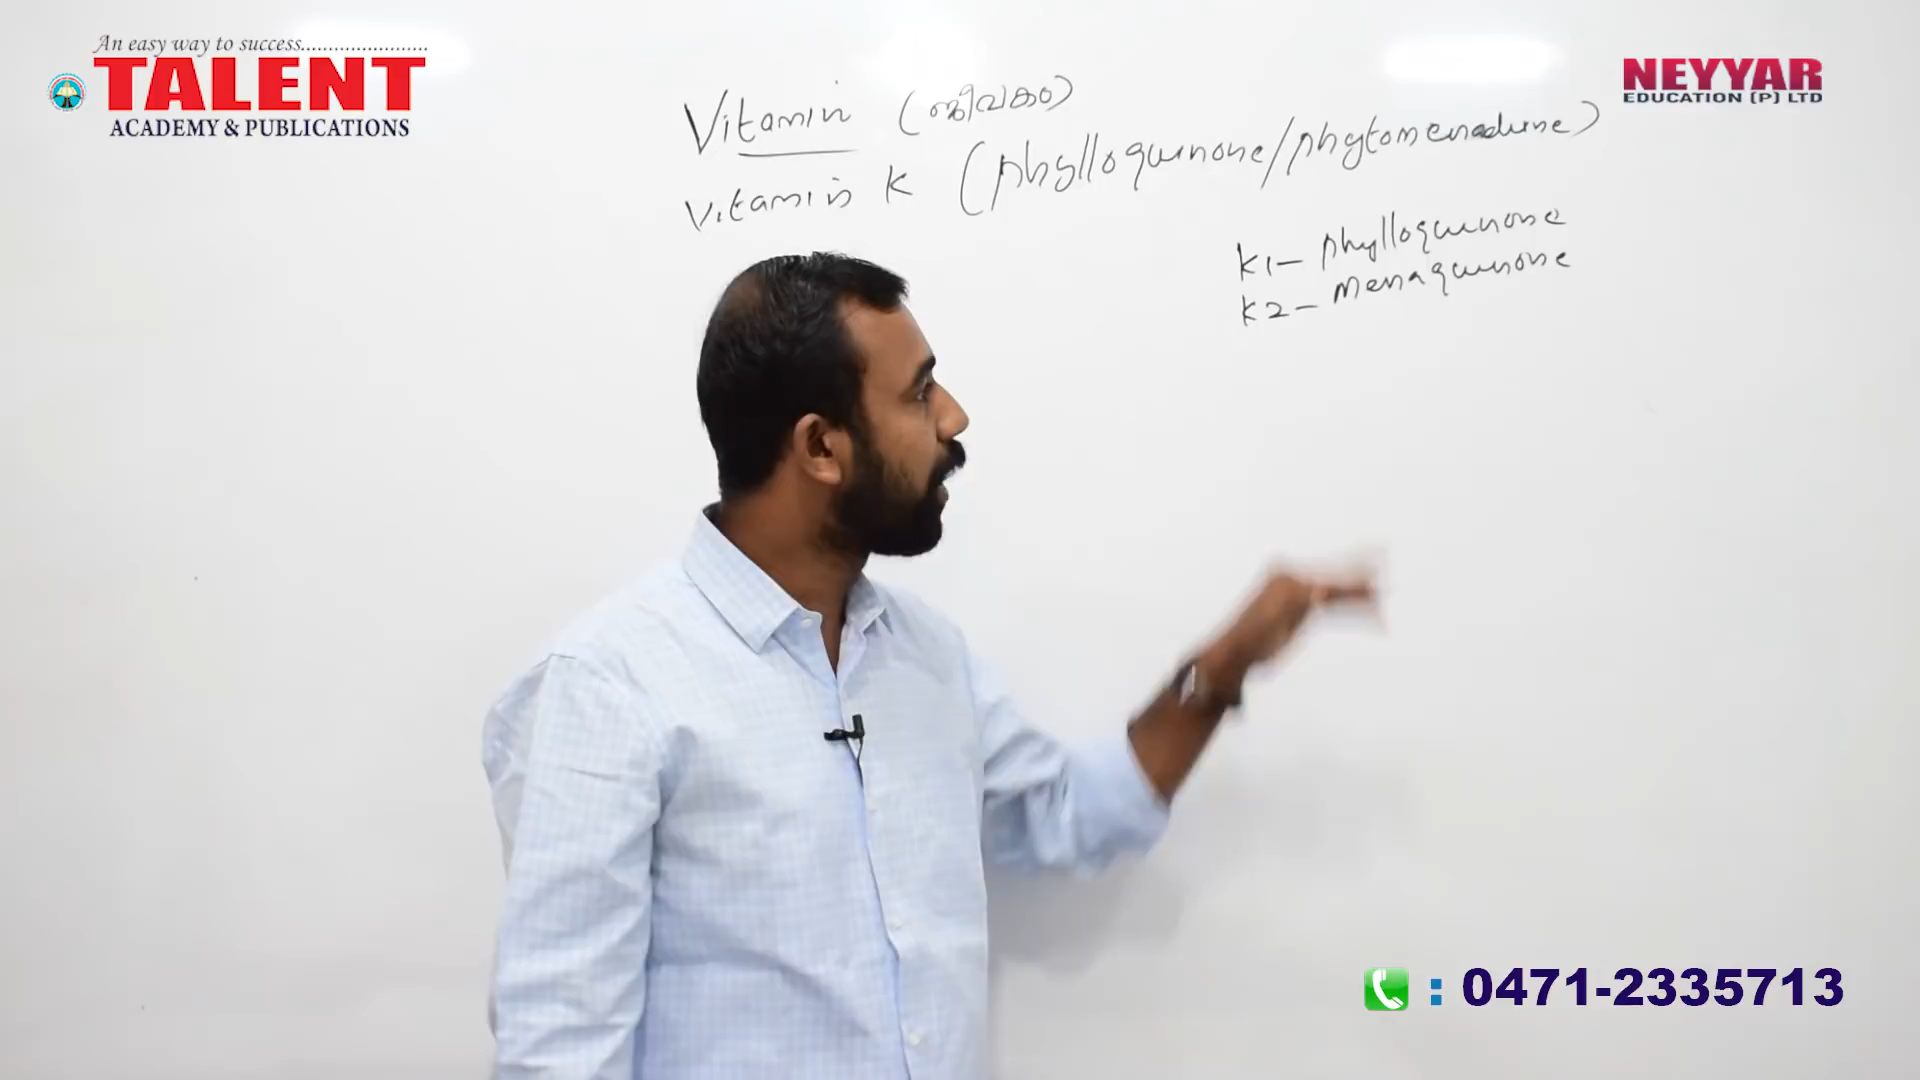 An easy way to success.......................
TALENT
ACADEMY & PUBLICATIONS
NEYYAR
EDUCATION (P) LTD
Vitamin (ജീവകം)
Vitamin K (phylloquinone/phytomenadione)
K1 - phylloquinone
K2 - Menaquinone
: 0471-2335713